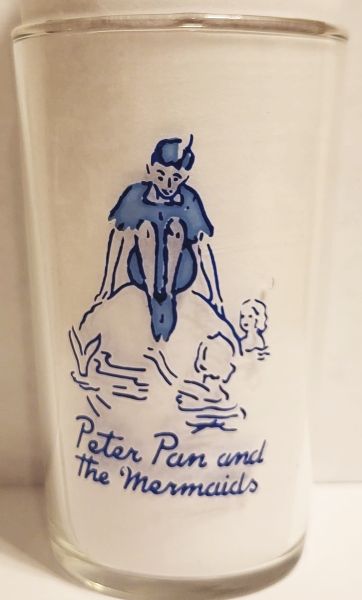 Peter Pan and
the Mermaids